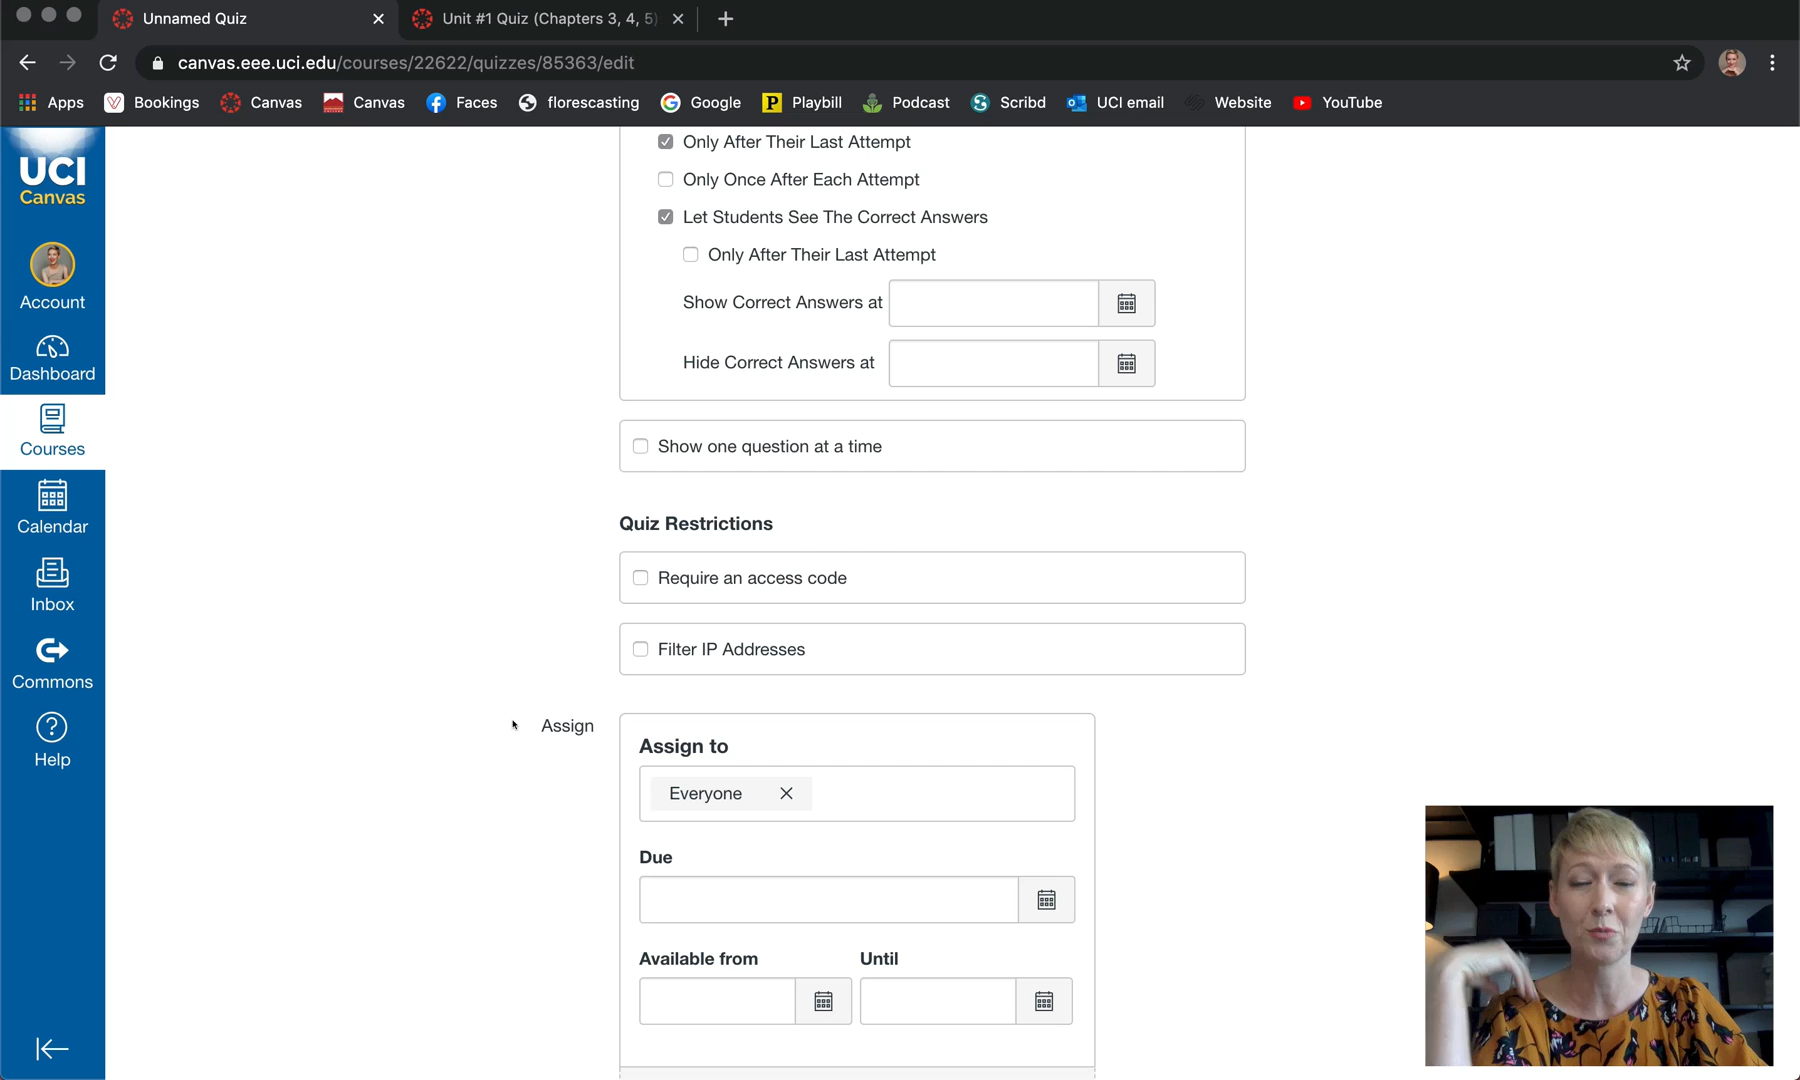 Unnamed Quiz
Unit #1 Quiz (Chapters 3, 4, 5)
canvas.eee.uci.edu/courses/22622/quizzes/85363/edit
Apps Bookings Canvas Canvas Faces florescasting Google Playbill Podcast Scribd UCI email Website YouTube
UCI
Canvas
Account
Dashboard
Courses
Calendar
Inbox
Commons
Help
Only After Their Last Attempt
Only Once After Each Attempt
Let Students See The Correct Answers
Only After Their Last Attempt
Show Correct Answers at
Hide Correct Answers at
Show one question at a time
Quiz Restrictions
Require an access code
Filter IP Addresses
Assign
Assign to
Everyone
Due
Available from Until